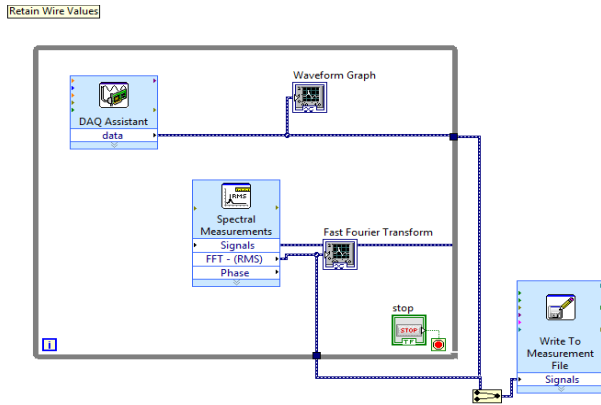 Retain Wire Values
Waveform Graph
DAQ Assistant
data
IRMS
Spectral
Measurements
Signals
FFT - (RMS)
Phase
Fast Fourier Transform
stop
STOP
TF
i
Write To
Measurement
File
Signals